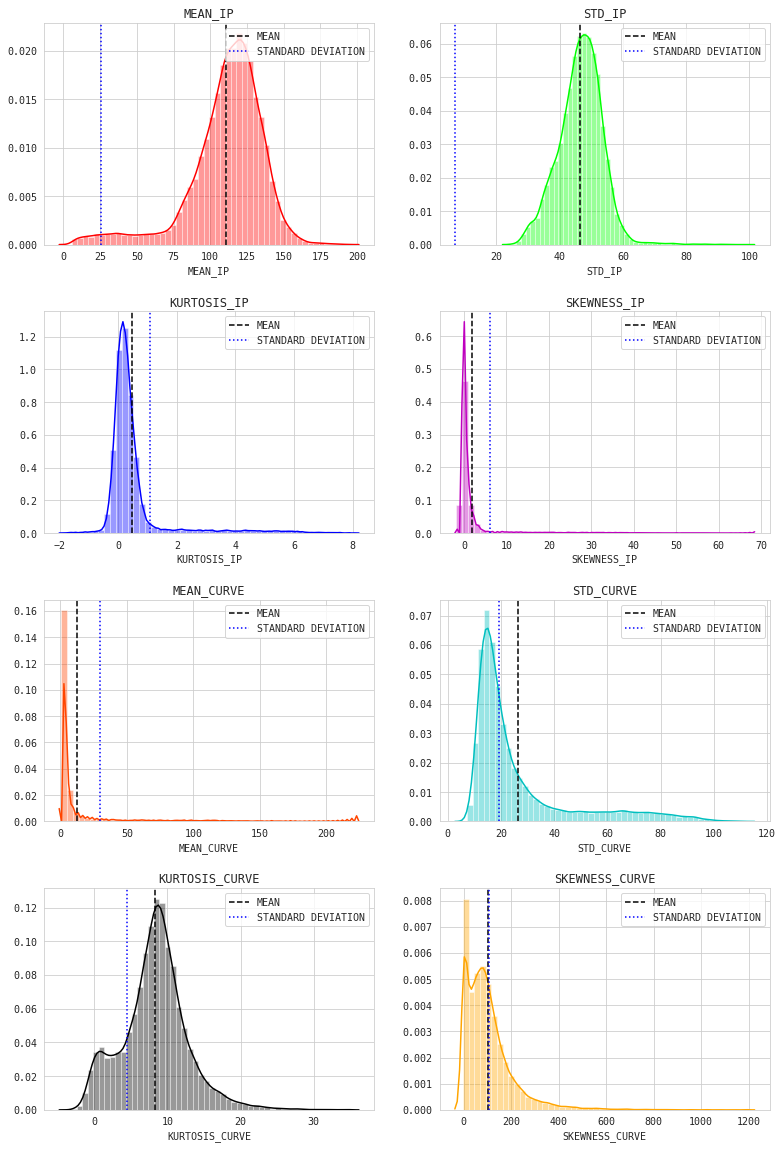 MEAN_IP
MEAN
STANDARD DEVIATION
0.020
0.015
0.010
0.005
0.000
0 25 50 75 100 125 150 175 200
MEAN_IP
STD_IP
MEAN
STANDARD DEVIATION
0.06
0.05
0.04
0.03
0.02
0.01
0.00
20 40 60 80 100
STD_IP
KURTOSIS_IP
MEAN
STANDARD DEVIATION
1.2
1.0
0.8
0.6
0.4
0.2
0.0
−2 0 2 4 6 8
KURTOSIS_IP
SKEWNESS_IP
MEAN
STANDARD DEVIATION
0.6
0.5
0.4
0.3
0.2
0.1
0.0
0 10 20 30 40 50 60 70
SKEWNESS_IP
MEAN_CURVE
MEAN
STANDARD DEVIATION
0.16
0.14
0.12
0.10
0.08
0.06
0.04
0.02
0.00
0 50 100 150 200
MEAN_CURVE
STD_CURVE
MEAN
STANDARD DEVIATION
0.07
0.06
0.05
0.04
0.03
0.02
0.01
0.00
0 20 40 60 80 100 120
STD_CURVE
KURTOSIS_CURVE
MEAN
STANDARD DEVIATION
0.12
0.10
0.08
0.06
0.04
0.02
0.00
0 10 20 30
KURTOSIS_CURVE
SKEWNESS_CURVE
MEAN
STANDARD DEVIATION
0.008
0.007
0.006
0.005
0.004
0.003
0.002
0.001
0.000
0 200 400 600 800 1000 1200
SKEWNESS_CURVE